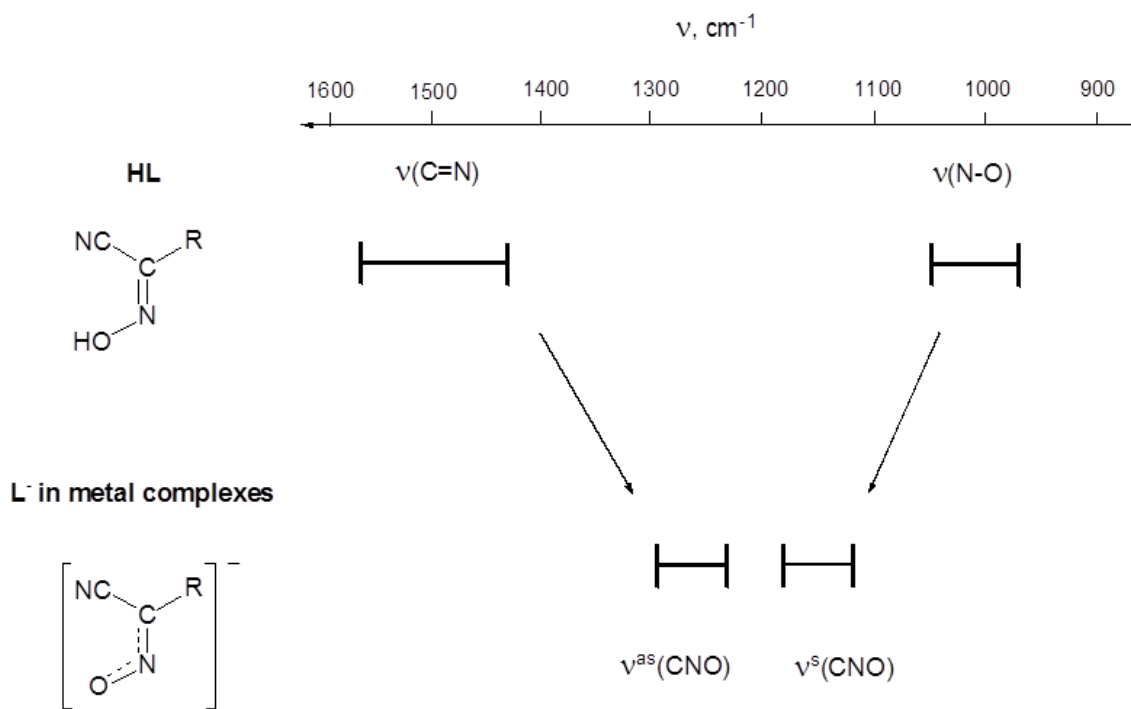 ν, cm⁻¹
1600 1500 1400 1300 1200 1100 1000 900
HL ν(C=N) ν(N-O)
NC R
C
N
HO
L⁻ in metal complexes
NC R −
C
N
O
νᵃˢ(CNO) νˢ(CNO)